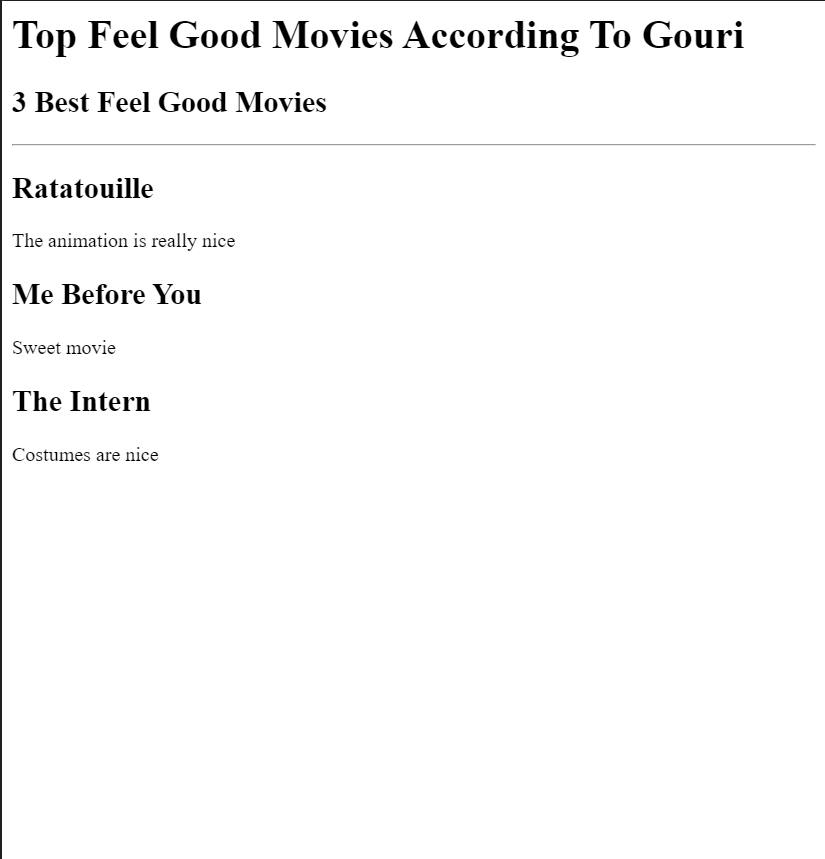 Top Feel Good Movies According To Gouri
3 Best Feel Good Movies
Ratatouille
The animation is really nice
Me Before You
Sweet movie
The Intern
Costumes are nice